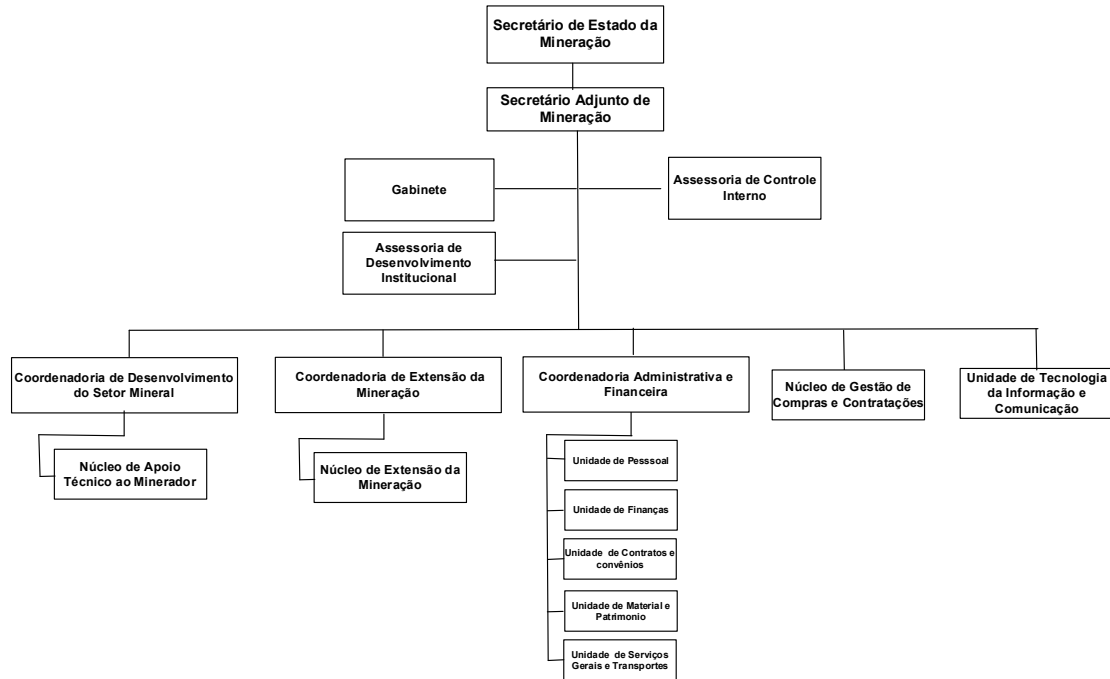 Secretário de Estado da
Mineração
Secretário Adjunto de
Mineração
Gabinete
Assessoria de Controle
Interno
Assessoria de
Desenvolvimento
Institucional
Coordenadoria de Desenvolvimento
do Setor Mineral
Coordenadoria de Extensão da
Mineração
Coordenadoria Administrativa e
Financeira
Núcleo de Gestão de
Compras e Contratações
Unidade de Tecnologia
da Informação e
Comunicação
Núcleo de Apoio
Técnico ao Minerador
Núcleo de Extensão da
Mineração
Unidade de Pesssoal
Unidade de Finanças
Unidade de Contratos e
convênios
Unidade de Material e
Patrimonio
Unidade de Serviços
Gerais e Transportes